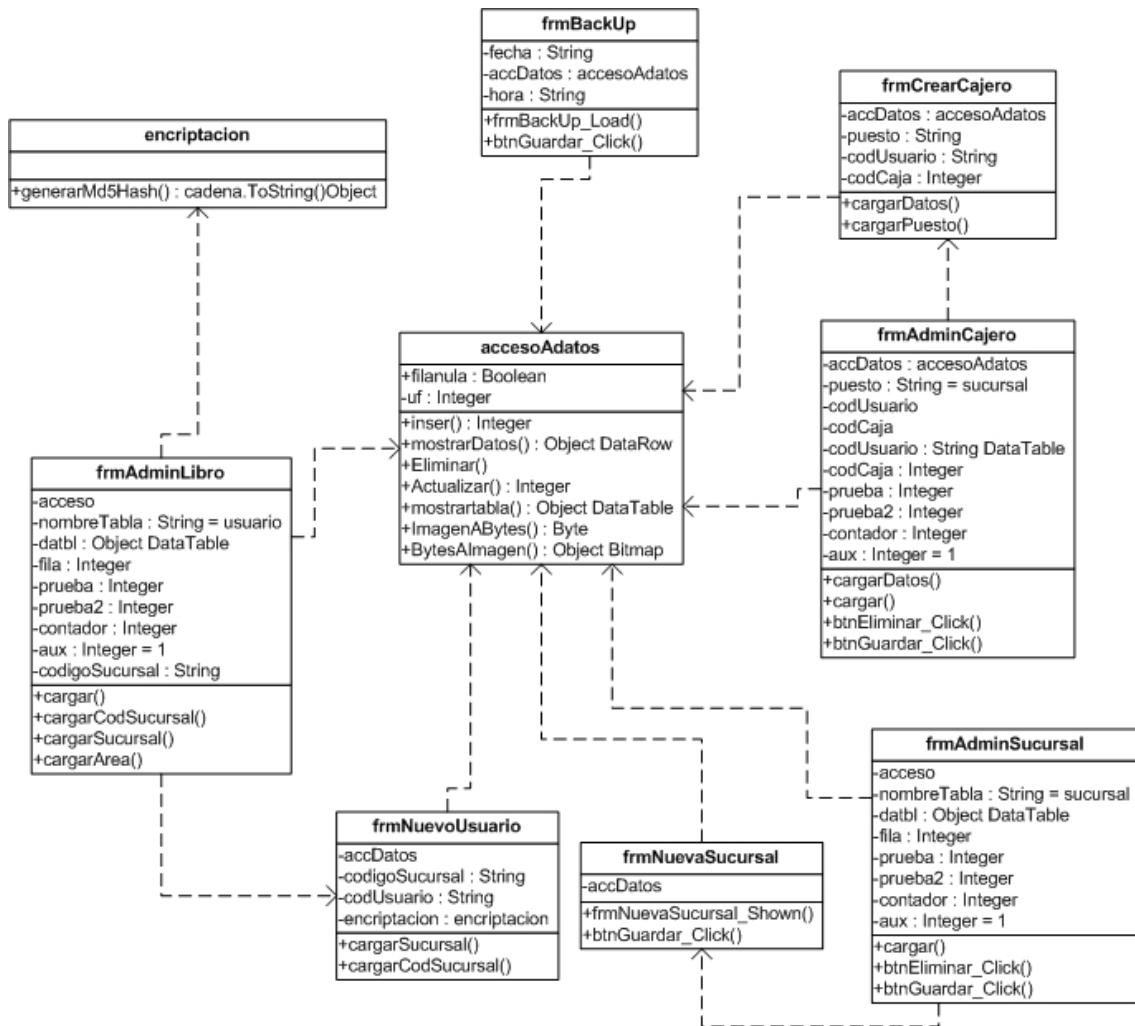 frmBackUp
-fecha : String
-accDatos : accesoAdatos
-hora : String
+frmBackUp_Load()
+btnGuardar_Click()
frmCrearCajero
-accDatos : accesoAdatos
-puesto : String
-codUsuario : String
-codCaja : Integer
+cargarDatos()
+cargarPuesto()
encriptacion
+generarMd5Hash() : cadena.ToString()Object
accesoAdatos
+filanula : Boolean
-uf : Integer
+inser() : Integer
+mostrarDatos() : Object DataRow
+Eliminar()
+Actualizar() : Integer
+mostrartabla() : Object DataTable
+ImagenABytes() : Byte
+BytesAImagen() : Object Bitmap
frmAdminCajero
-accDatos : accesoAdatos
-puesto : String = sucursal
-codUsuario
-codCaja
-codUsuario : String DataTable
-codCaja : Integer
-prueba : Integer
-prueba2 : Integer
-contador : Integer
-aux : Integer = 1
+cargarDatos()
+cargar()
+btnEliminar_Click()
+btnGuardar_Click()
frmAdminLibro
-acceso
-nombreTabla : String = usuario
-datbl : Object DataTable
-fila : Integer
-prueba : Integer
-prueba2 : Integer
-contador : Integer
-aux : Integer = 1
-codigoSucursal : String
+cargar()
+cargarCodSucursal()
+cargarSucursal()
+cargarArea()
frmNuevoUsuario
-accDatos
-codigoSucursal : String
-codUsuario : String
-encriptacion : encriptacion
+cargarSucursal()
+cargarCodSucursal()
frmNuevaSucursal
-accDatos
+frmNuevaSucursal_Shown()
+btnGuardar_Click()
frmAdminSucursal
-acceso
-nombreTabla : String = sucursal
-datbl : Object DataTable
-fila : Integer
-prueba : Integer
-prueba2 : Integer
-contador : Integer
-aux : Integer = 1
+cargar()
+btnEliminar_Click()
+btnGuardar_Click()